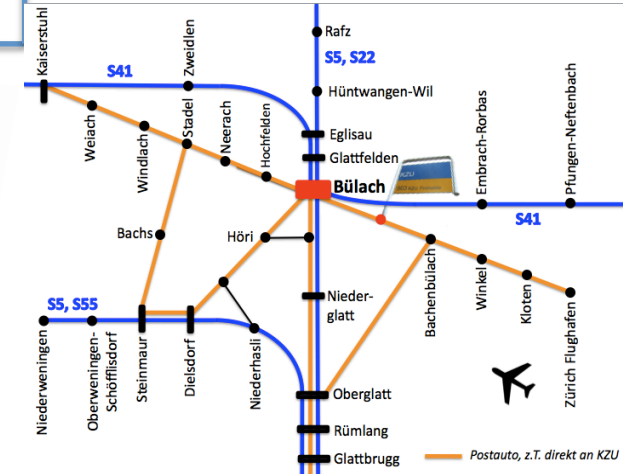 Kaiserstuhl
S41
Zweidlen
Rafz
S5, S22
Hüntwangen-Wil
Eglisau
Glattfelden
Weiach
Windlach
Stadel
Neerach
Hochfelden
Bülach
KZU
Embrach-Rorbas
Pfungen-Neftenbach
S41
Bachs
Höri
Nieder-
glatt
Bachenbülach
Winkel
Kloten
Zürich Flughafen
S5, S55
Niederweningen
Oberweningen-
Schöfflisdorf
Steinmaur
Dielsdorf
Niederhasli
Oberglatt
Rümlang
Glattbrugg
Postauto, z.T. direkt an KZU